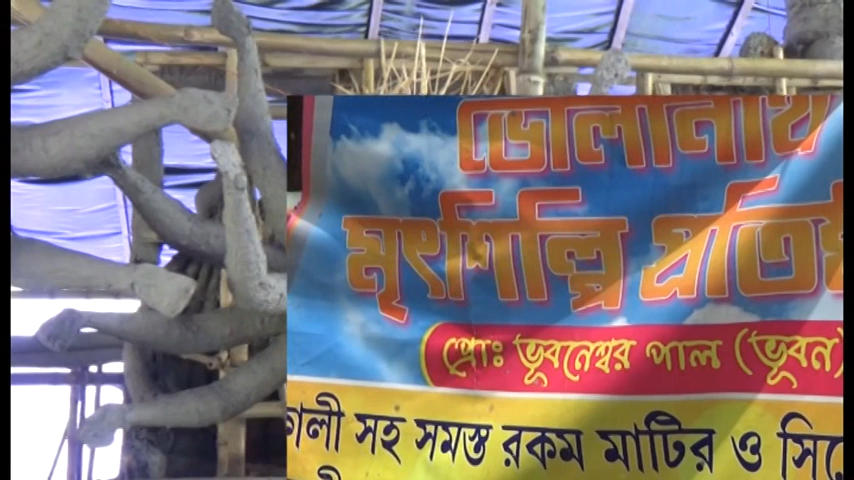 ভোলানাথ
মৃৎশিল্প
প্রোঃ ভূবনেশ্বর পাল (ভূবন)
সহ সমস্ত রকম মাটির ও